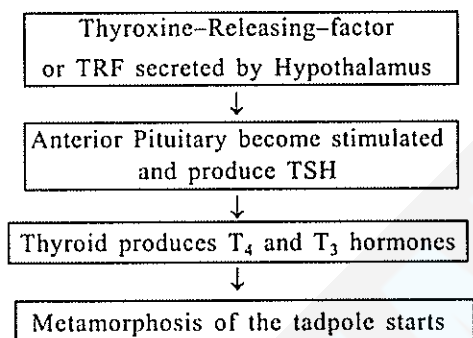 Thyroxine–Releasing–factor
or TRF secreted by Hypothalamus
↓
Anterior Pituitary become stimulated
and produce TSH
↓
Thyroid produces T₄ and T₃ hormones
↓
Metamorphosis of the tadpole starts